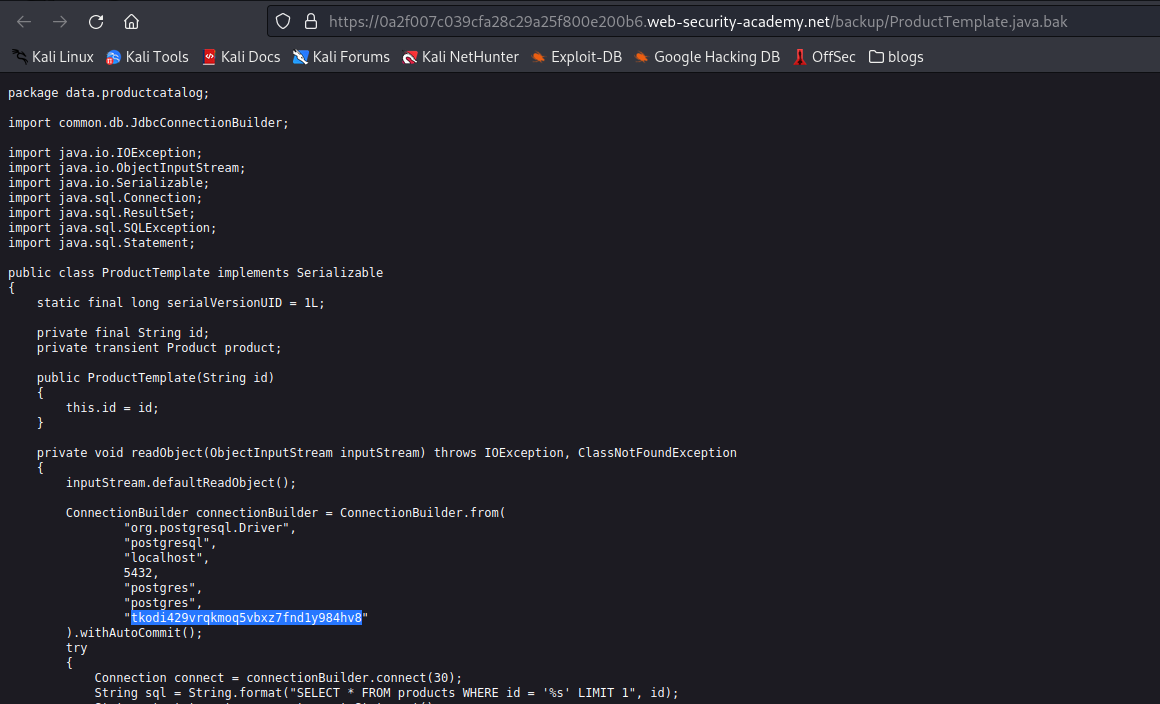 https://0a2f007c039cfa28c29a25f800e200b6.web-security-academy.net/backup/ProductTemplate.java.bak
Kali Linux Kali Tools Kali Docs Kali Forums Kali NetHunter Exploit-DB Google Hacking DB OffSec blogs
package data.productcatalog;
import common.db.JdbcConnectionBuilder;
import java.io.IOException;
import java.io.ObjectInputStream;
import java.io.Serializable;
import java.sql.Connection;
import java.sql.ResultSet;
import java.sql.SQLException;
import java.sql.Statement;
public class ProductTemplate implements Serializable
{
    static final long serialVersionUID = 1L;
    private final String id;
    private transient Product product;
    public ProductTemplate(String id)
    {
        this.id = id;
    }
    private void readObject(ObjectInputStream inputStream) throws IOException, ClassNotFoundException
    {
        inputStream.defaultReadObject();
        ConnectionBuilder connectionBuilder = ConnectionBuilder.from(
                "org.postgresql.Driver",
                "postgresql",
                "localhost",
                5432,
                "postgres",
                "postgres",
                "tkodi429vrqkmoq5vbxz7fnd1y984hv8"
        ).withAutoCommit();
        try
        {
            Connection connect = connectionBuilder.connect(30);
            String sql = String.format("SELECT * FROM products WHERE id = '%s' LIMIT 1", id);